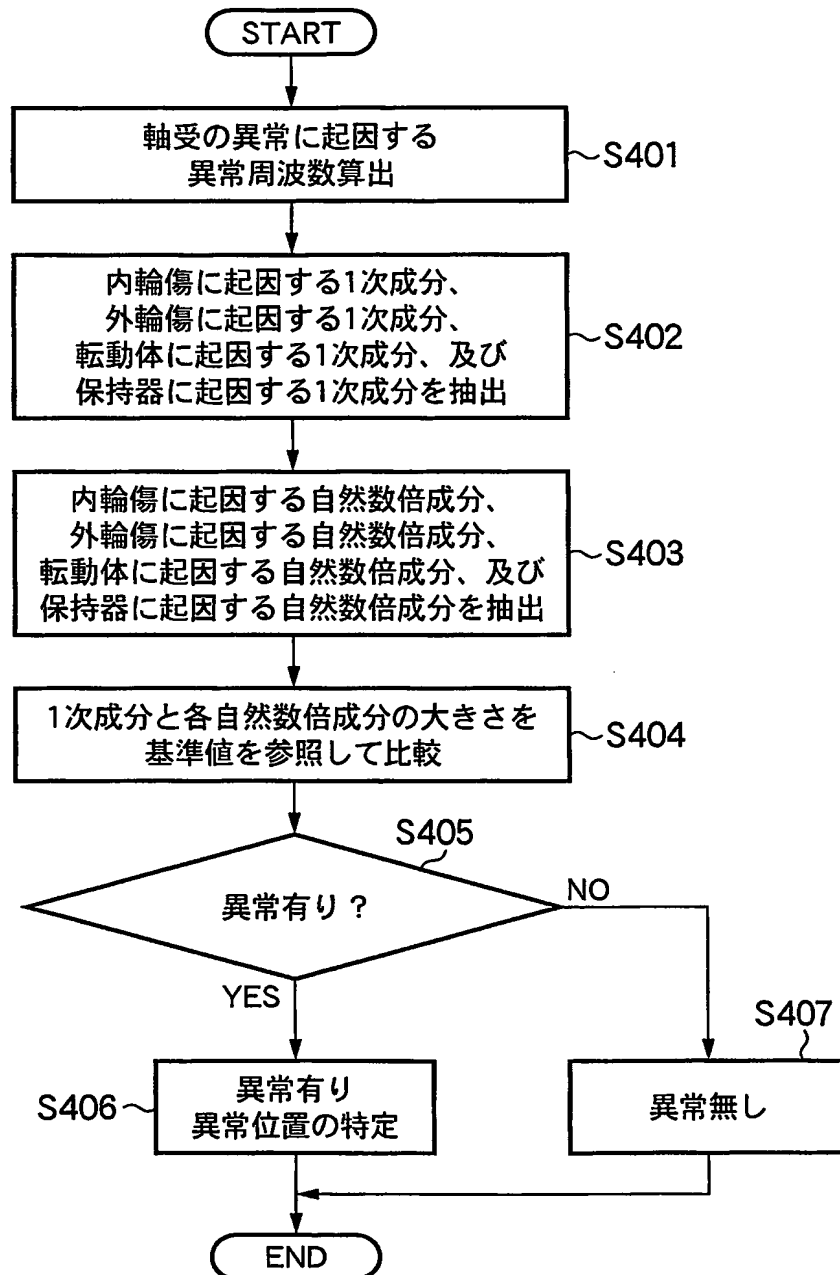 START
軸受の異常に起因する
異常周波数算出
S401
内輪傷に起因する1次成分、
外輪傷に起因する1次成分、
転動体に起因する1次成分、及び
保持器に起因する1次成分を抽出
S402
内輪傷に起因する自然数倍成分、
外輪傷に起因する自然数倍成分、
転動体に起因する自然数倍成分、及び
保持器に起因する自然数倍成分を抽出
S403
1次成分と各自然数倍成分の大きさを
基準値を参照して比較
S404
S405
異常有り?
NO
YES
S406
異常有り
異常位置の特定
S407
異常無し
END